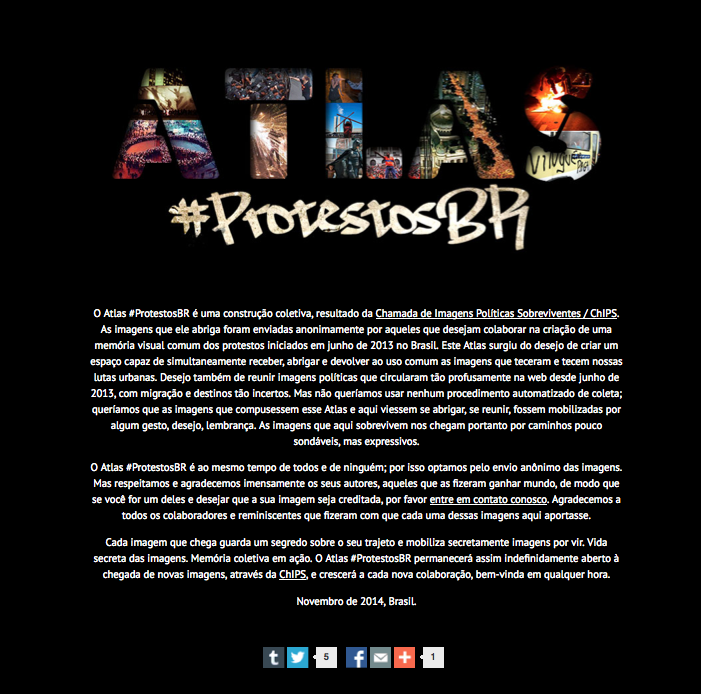 ATLAS
#ProtestosBR
O Atlas #ProtestosBR é uma construção coletiva, resultado da Chamada de Imagens Políticas Sobreviventes / ChIPS.
As imagens que ele abriga foram enviadas anonimamente por aqueles que desejam colaborar na criação de uma
memória visual comum dos protestos iniciados em junho de 2013 no Brasil. Este Atlas surgiu do desejo de criar um
espaço capaz de simultaneamente receber, abrigar e devolver ao uso comum as imagens que teceram e tecem nossas
lutas urbanas. Desejo também de reunir imagens políticas que circularam tão profusamente na web desde junho de
2013, com migração e destinos tão incertos. Mas não queríamos usar nenhum procedimento automatizado de coleta;
queríamos que as imagens que compusessem esse Atlas e aqui viessem se abrigar, se reunir, fossem mobilizadas por
algum gesto, desejo, lembrança. As imagens que aqui sobrevivem nos chegam portanto por caminhos pouco
sondáveis, mas expressivos.
O Atlas #ProtestosBR é ao mesmo tempo de todos e de ninguém; por isso optamos pelo envio anônimo das imagens.
Mas respeitamos e agradecemos imensamente os seus autores, aqueles que as fizeram ganhar mundo, de modo que
se você for um deles e desejar que a sua imagem seja creditada, por favor entre em contato conosco. Agradecemos a
todos os colaboradores e reminiscentes que fizeram com que cada uma dessas imagens aqui aportasse.
Cada imagem que chega guarda um segredo sobre o seu trajeto e mobiliza secretamente imagens por vir. Vida
secreta das imagens. Memória coletiva em ação. O Atlas #ProtestosBR permanecerá assim indefinidamente aberto à
chegada de novas imagens, através da ChIPS, e crescerá a cada nova colaboração, bem-vinda em qualquer hora.
Novembro de 2014, Brasil.
5 1